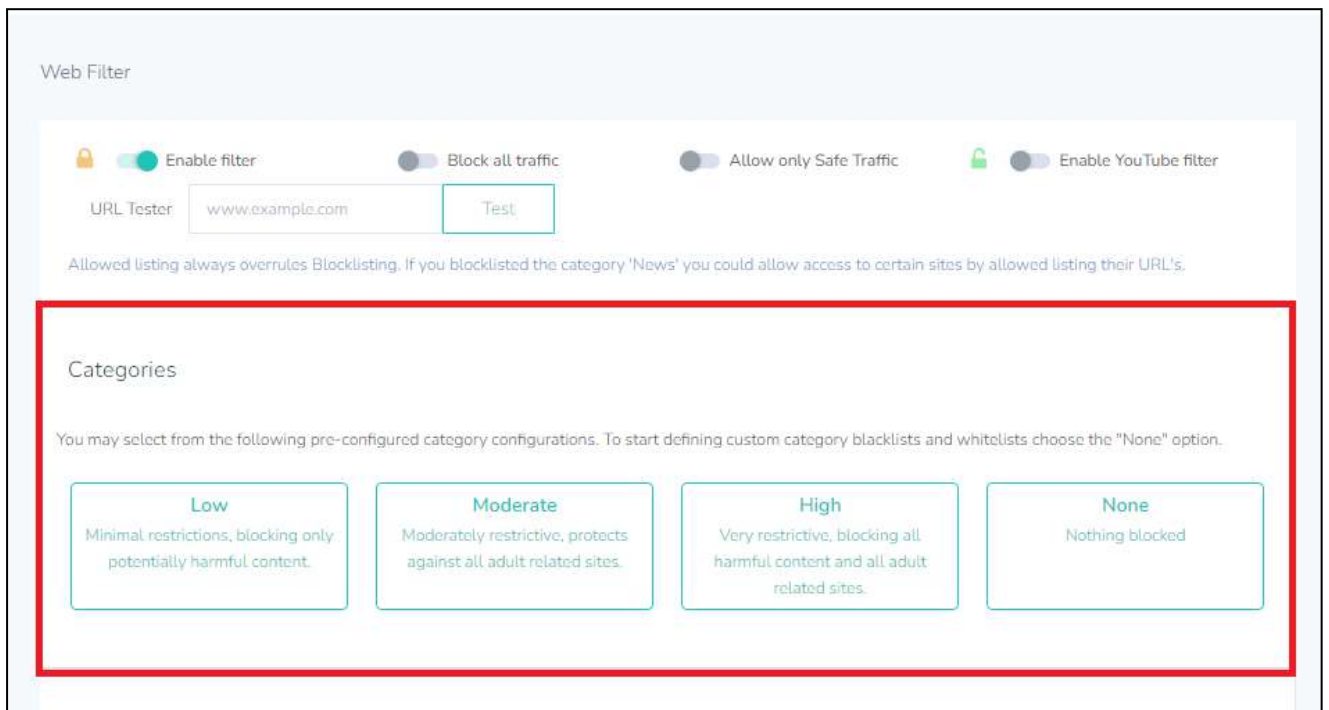 Web Filter
Enable filter
Block all traffic
Allow only Safe Traffic
Enable YouTube filter
URL Tester
www.example.com
Test
Allowed listing always overrules Blocklisting. If you blocklisted the category 'News' you could allow access to certain sites by allowed listing their URL's.
Categories
You may select from the following pre-configured category configurations. To start defining custom category blacklists and whitelists choose the "None" option.
Low
Minimal restrictions, blocking only
potentially harmful content.
Moderate
Moderately restrictive, protects
against all adult related sites.
High
Very restrictive, blocking all
harmful content and all adult
related sites.
None
Nothing blocked